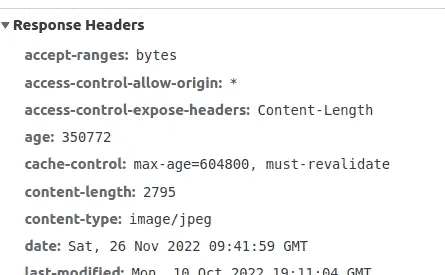 Response Headers
accept-ranges: bytes
access-control-allow-origin: *
access-control-expose-headers: Content-Length
age: 350772
cache-control: max-age=604800, must-revalidate
content-length: 2795
content-type: image/jpeg
date: Sat, 26 Nov 2022 09:41:59 GMT
last-modified: Mon, 10 Oct 2022 19:11:04 GMT